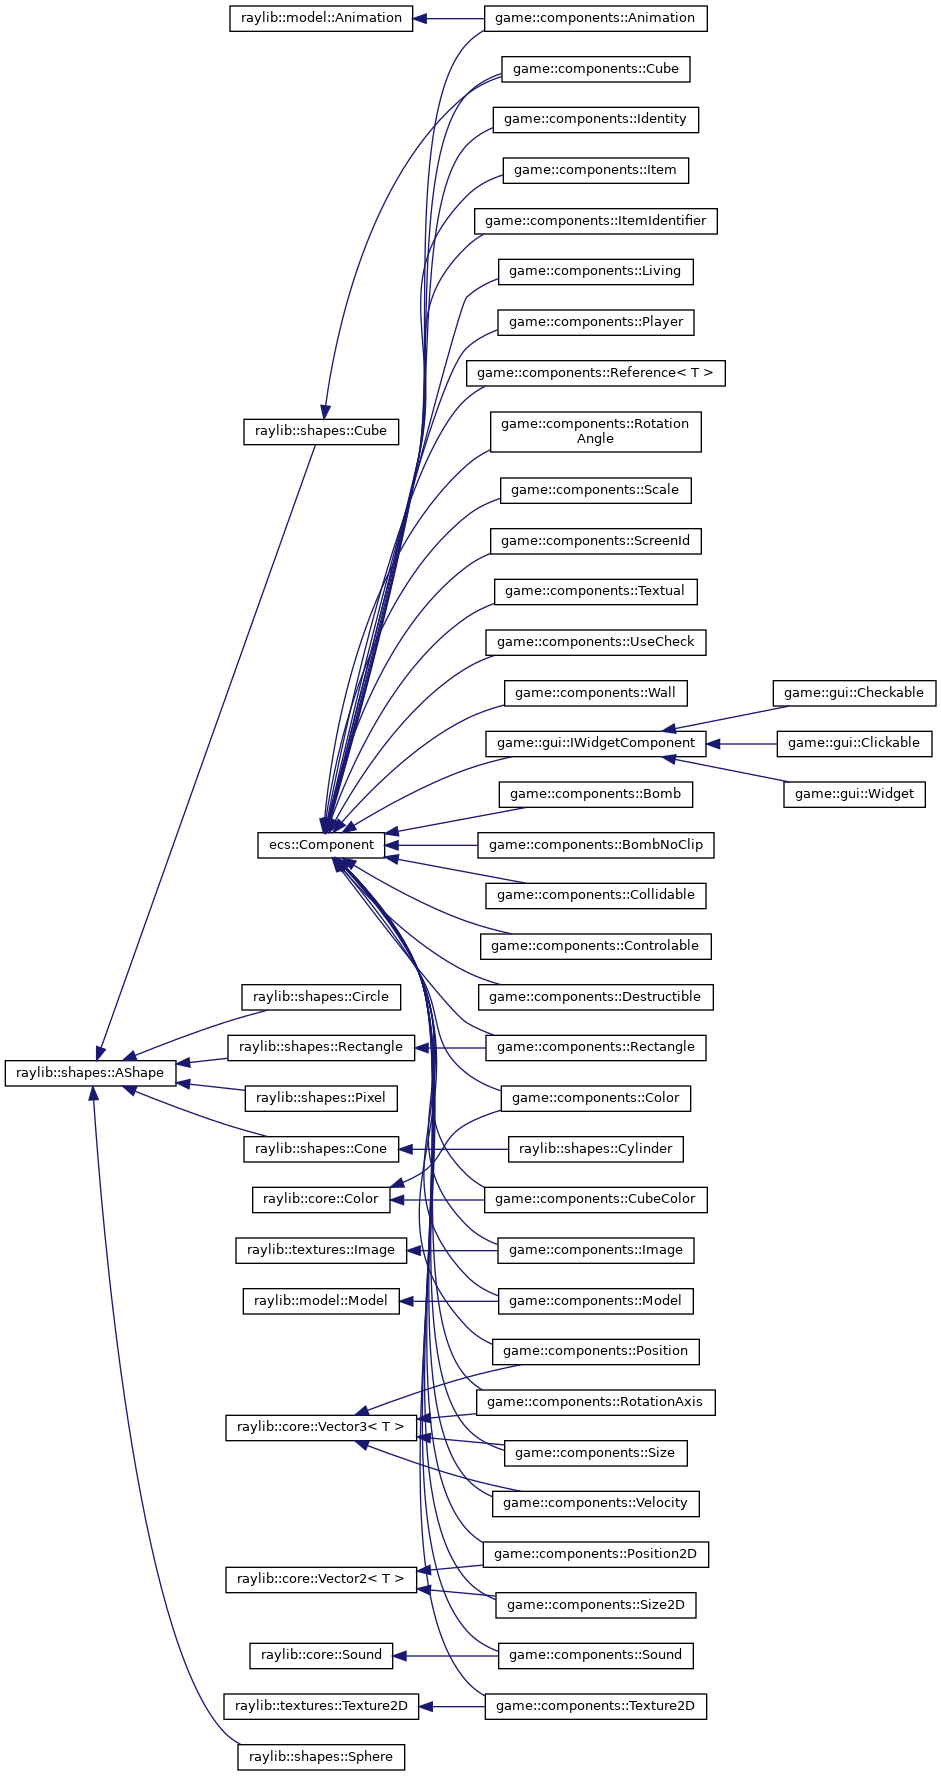 raylib::model::Animation
game::components::Animation
game::components::Cube
game::components::Identity
game::components::Item
game::components::ItemIdentifier
game::components::Living
game::components::Player
game::components::Reference< T >
raylib::shapes::Cube
game::components::Rotation
Angle
game::components::Scale
game::components::ScreenId
game::components::Textual
game::components::UseCheck
game::components::Wall
game::gui::Checkable
game::gui::IWidgetComponent
game::gui::Clickable
game::components::Bomb
game::gui::Widget
ecs::Component
game::components::BombNoClip
game::components::Collidable
game::components::Controlable
raylib::shapes::Circle
game::components::Destructible
raylib::shapes::Rectangle
game::components::Rectangle
raylib::shapes::AShape
raylib::shapes::Pixel
game::components::Color
raylib::shapes::Cone
raylib::shapes::Cylinder
raylib::core::Color
game::components::CubeColor
raylib::textures::Image
game::components::Image
raylib::model::Model
game::components::Model
game::components::Position
game::components::RotationAxis
raylib::core::Vector3< T >
game::components::Size
game::components::Velocity
game::components::Position2D
raylib::core::Vector2< T >
game::components::Size2D
raylib::core::Sound
game::components::Sound
raylib::textures::Texture2D
game::components::Texture2D
raylib::shapes::Sphere